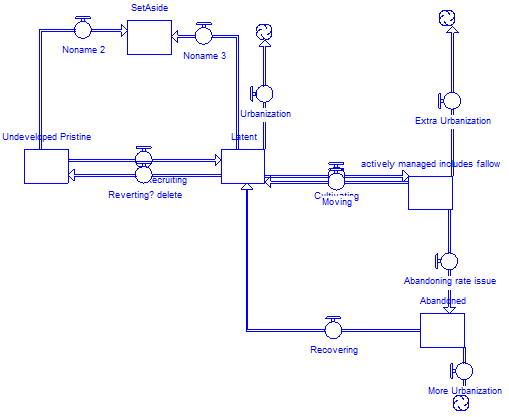 SetAside
Noname 2
Noname 3
Urbanization
Extra Urbanization
Undeveloped Pristine
Latent
actively managed includes fallow
Recruiting
Reverting? delete
Cultivating
Moving
Abandoning rate issue
Abandoned
Recovering
More Urbanization